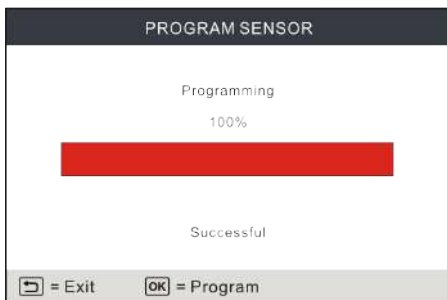 PROGRAM SENSOR
Programming
100%
Successful
= Exit OK = Program